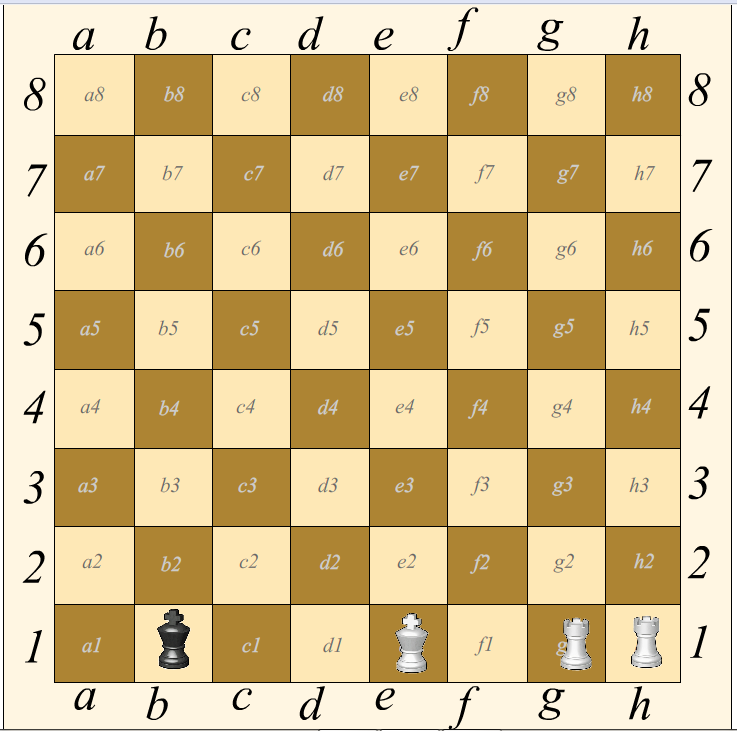 a b c d e f g h
8 a8 b8 c8 d8 e8 f8 g8 h8 8
7 a7 b7 c7 d7 e7 f7 g7 h7 7
6 a6 b6 c6 d6 e6 f6 g6 h6 6
5 a5 b5 c5 d5 e5 f5 g5 h5 5
4 a4 b4 c4 d4 e4 f4 g4 h4 4
3 a3 b3 c3 d3 e3 f3 g3 h3 3
2 a2 b2 c2 d2 e2 f2 g2 h2 2
1 a1 c1 d1 f1 g 1
a b c d e f g h